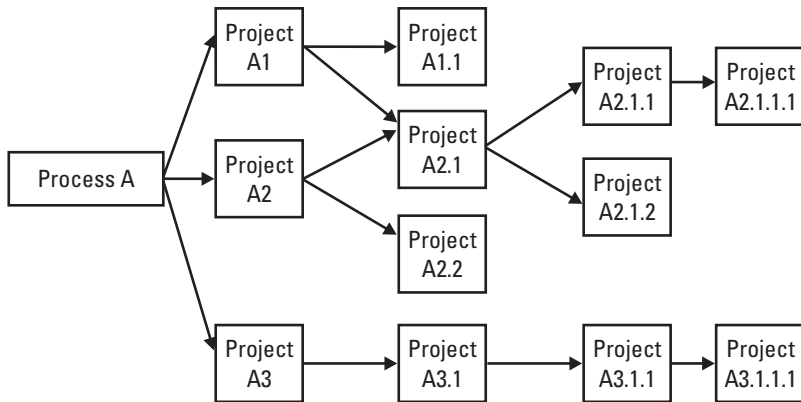 Project
A1
Project
A1.1
Project
A2.1.1
Project
A2.1.1.1
Process A
Project
A2
Project
A2.1
Project
A2.1.2
Project
A2.2
Project
A3
Project
A3.1
Project
A3.1.1
Project
A3.1.1.1